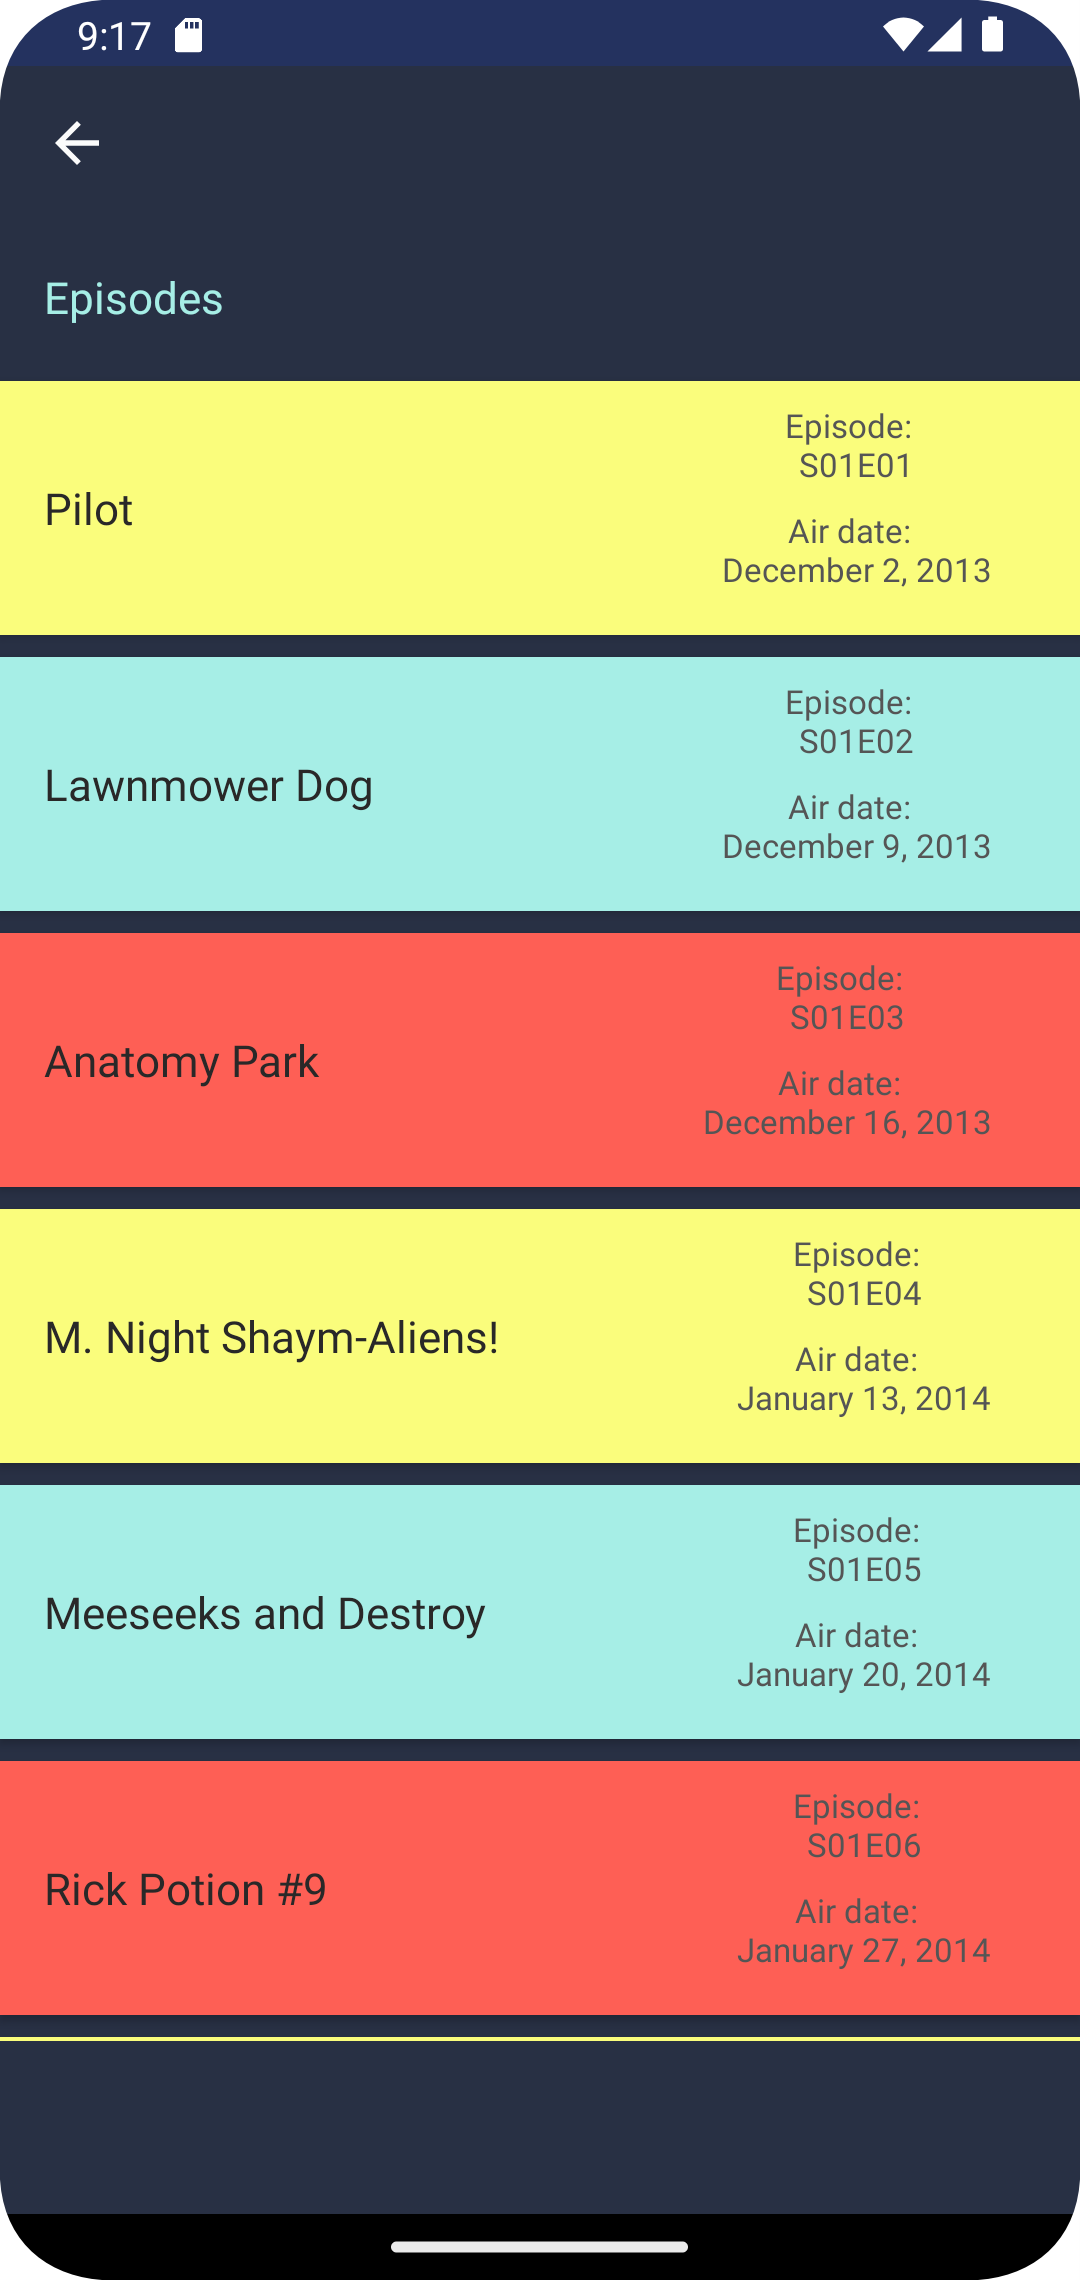 9:17
Episodes
Pilot
Episode:
S01E01
Air date:
December 2, 2013
Lawnmower Dog
Episode:
S01E02
Air date:
December 9, 2013
Anatomy Park
Episode:
S01E03
Air date:
December 16, 2013
M. Night Shaym-Aliens!
Episode:
S01E04
Air date:
January 13, 2014
Meeseeks and Destroy
Episode:
S01E05
Air date:
January 20, 2014
Rick Potion #9
Episode:
S01E06
Air date:
January 27, 2014